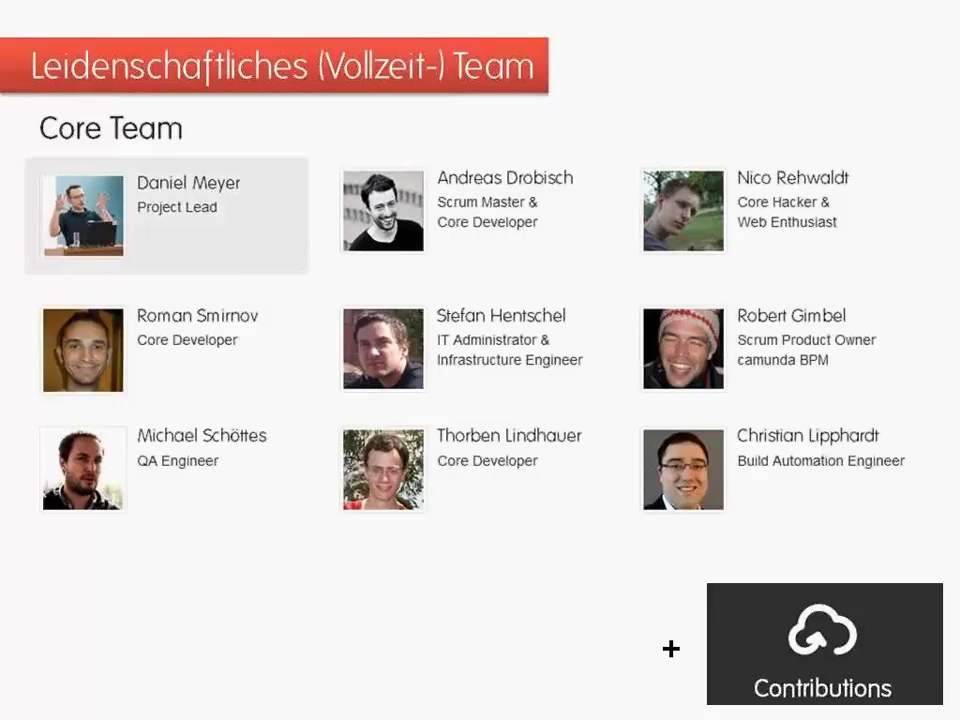 Leidenschaftliches (Vollzeit-) Team
Core Team
Daniel Meyer
Project Lead
Andreas Drobisch
Scrum Master &
Core Developer
Nico Rehwaldt
Core Hacker &
Web Enthusiast
Roman Smirnov
Core Developer
Stefan Hentschel
IT Administrator &
Infrastructure Engineer
Robert Gimbel
Scrum Product Owner
camunda BPM
Michael Schöttes
QA Engineer
Thorben Lindhauer
Core Developer
Christian Lipphardt
Build Automation Engineer
+
Contributions